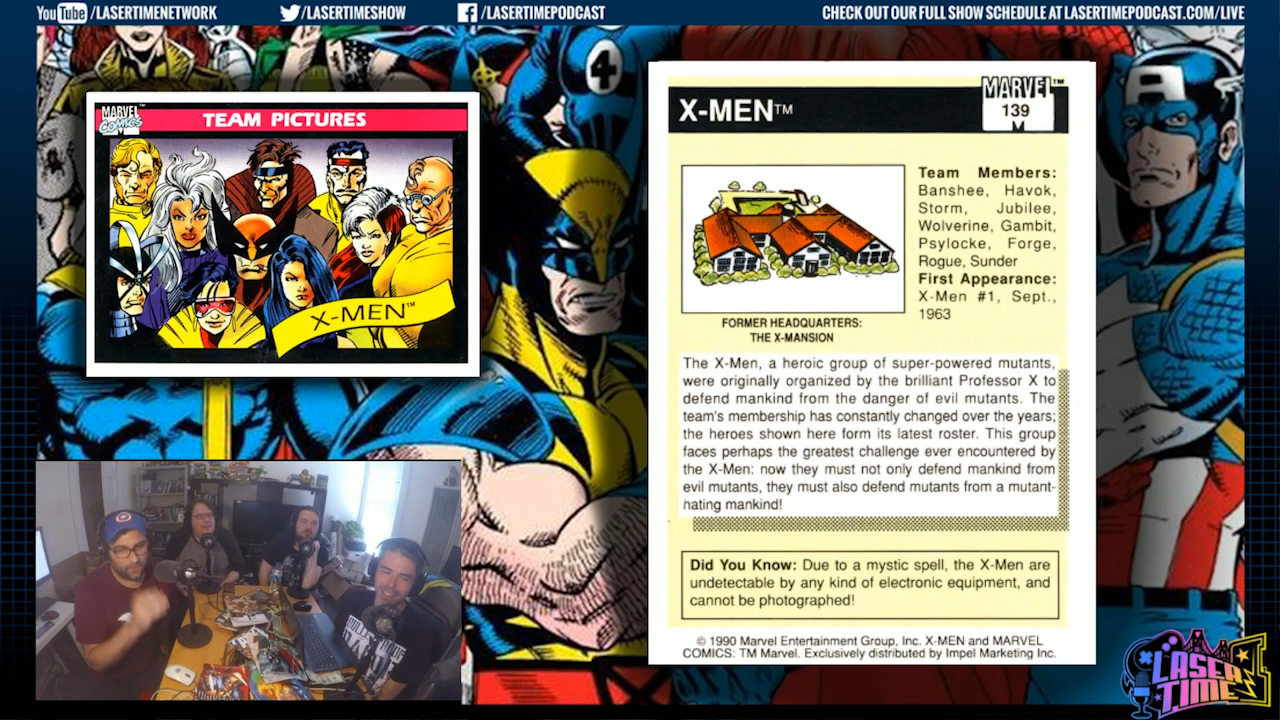 You Tube /LASERTIMENETWORK
/LASERTIMESHOW
/LASERTIMEPODCAST
CHECK OUT OUR FULL SHOW SCHEDULE AT LASERTIMEPODCAST.COM/LIVE
MARVEL™
COMICS
TEAM PICTURES
X-MEN™
4
A
X-MEN™
MARVEL™
139
Team Members:
Banshee, Havok,
Storm, Jubilee,
Wolverine, Gambit,
Psylocke, Forge,
Rogue, Sunder
First Appearance:
X-Men #1, Sept.,
1963
FORMER HEADQUARTERS:
THE X-MANSION
The X-Men, a heroic group of super-powered mutants,
were originally organized by the brilliant Professor X to
defend mankind from the danger of evil mutants. The
team's membership has constantly changed over the years;
the heroes shown here form its latest roster. This group
faces perhaps the greatest challenge ever encountered by
the X-Men: now they must not only defend mankind from
evil mutants, they must also defend mutants from a mutant-
hating mankind!
Did You Know: Due to a mystic spell, the X-Men are
undetectable by any kind of electronic equipment, and
cannot be photographed!
© 1990 Marvel Entertainment Group, Inc. X-MEN and MARVEL
COMICS: TM Marvel. Exclusively distributed by Impel Marketing Inc.
LASER
TIME